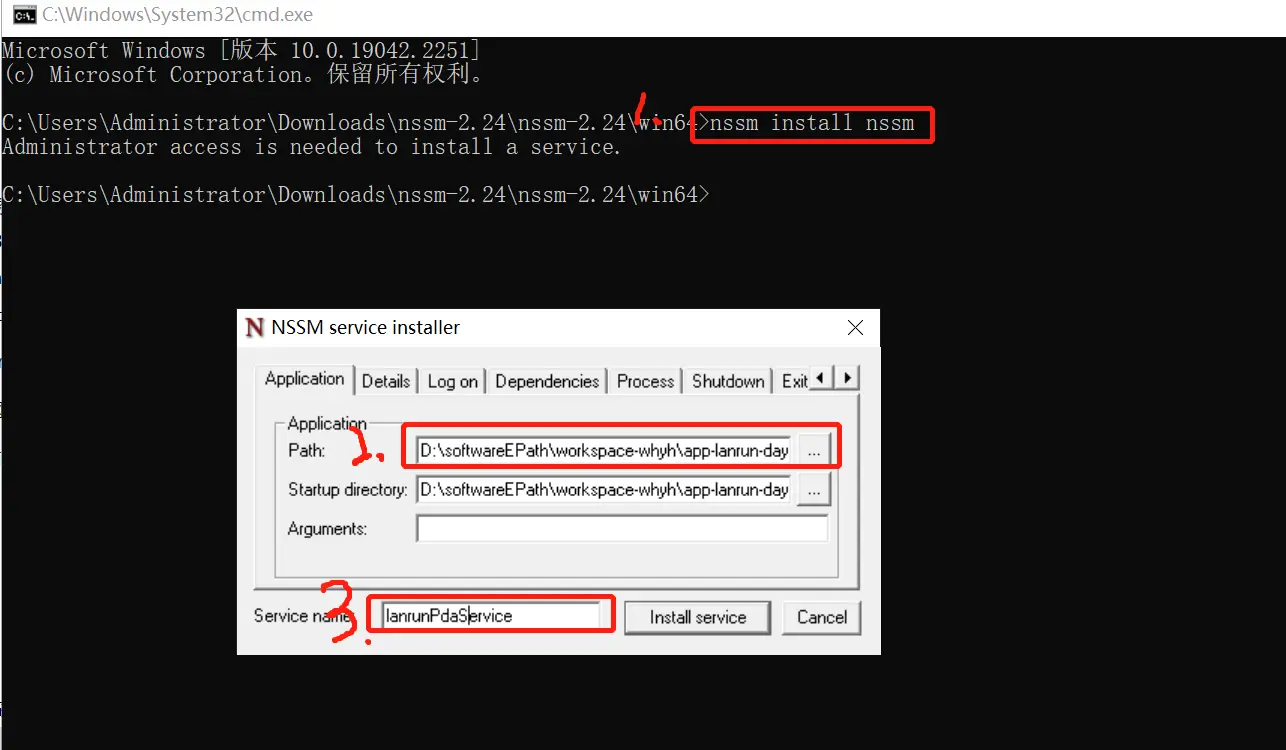 C:\Windows\System32\cmd.exe
Microsoft Windows [版本 10.0.19042.2251]
(c) Microsoft Corporation。保留所有权利。
1.
C:\Users\Administrator\Downloads\nssm-2.24\nssm-2.24\win64>nssm install nssm
Administrator access is needed to install a service.
C:\Users\Administrator\Downloads\nssm-2.24\nssm-2.24\win64>
NSSM service installer
Application Details Log on Dependencies Process Shutdown Exit
Application
Path: D:\softwareEPath\workspace-whyh\app-lanrun-day ...
Startup directory: D:\softwareEPath\workspace-whyh\app-lanrun-day ...
Arguments:
3.
Service name: lanrunPdaService Install service Cancel